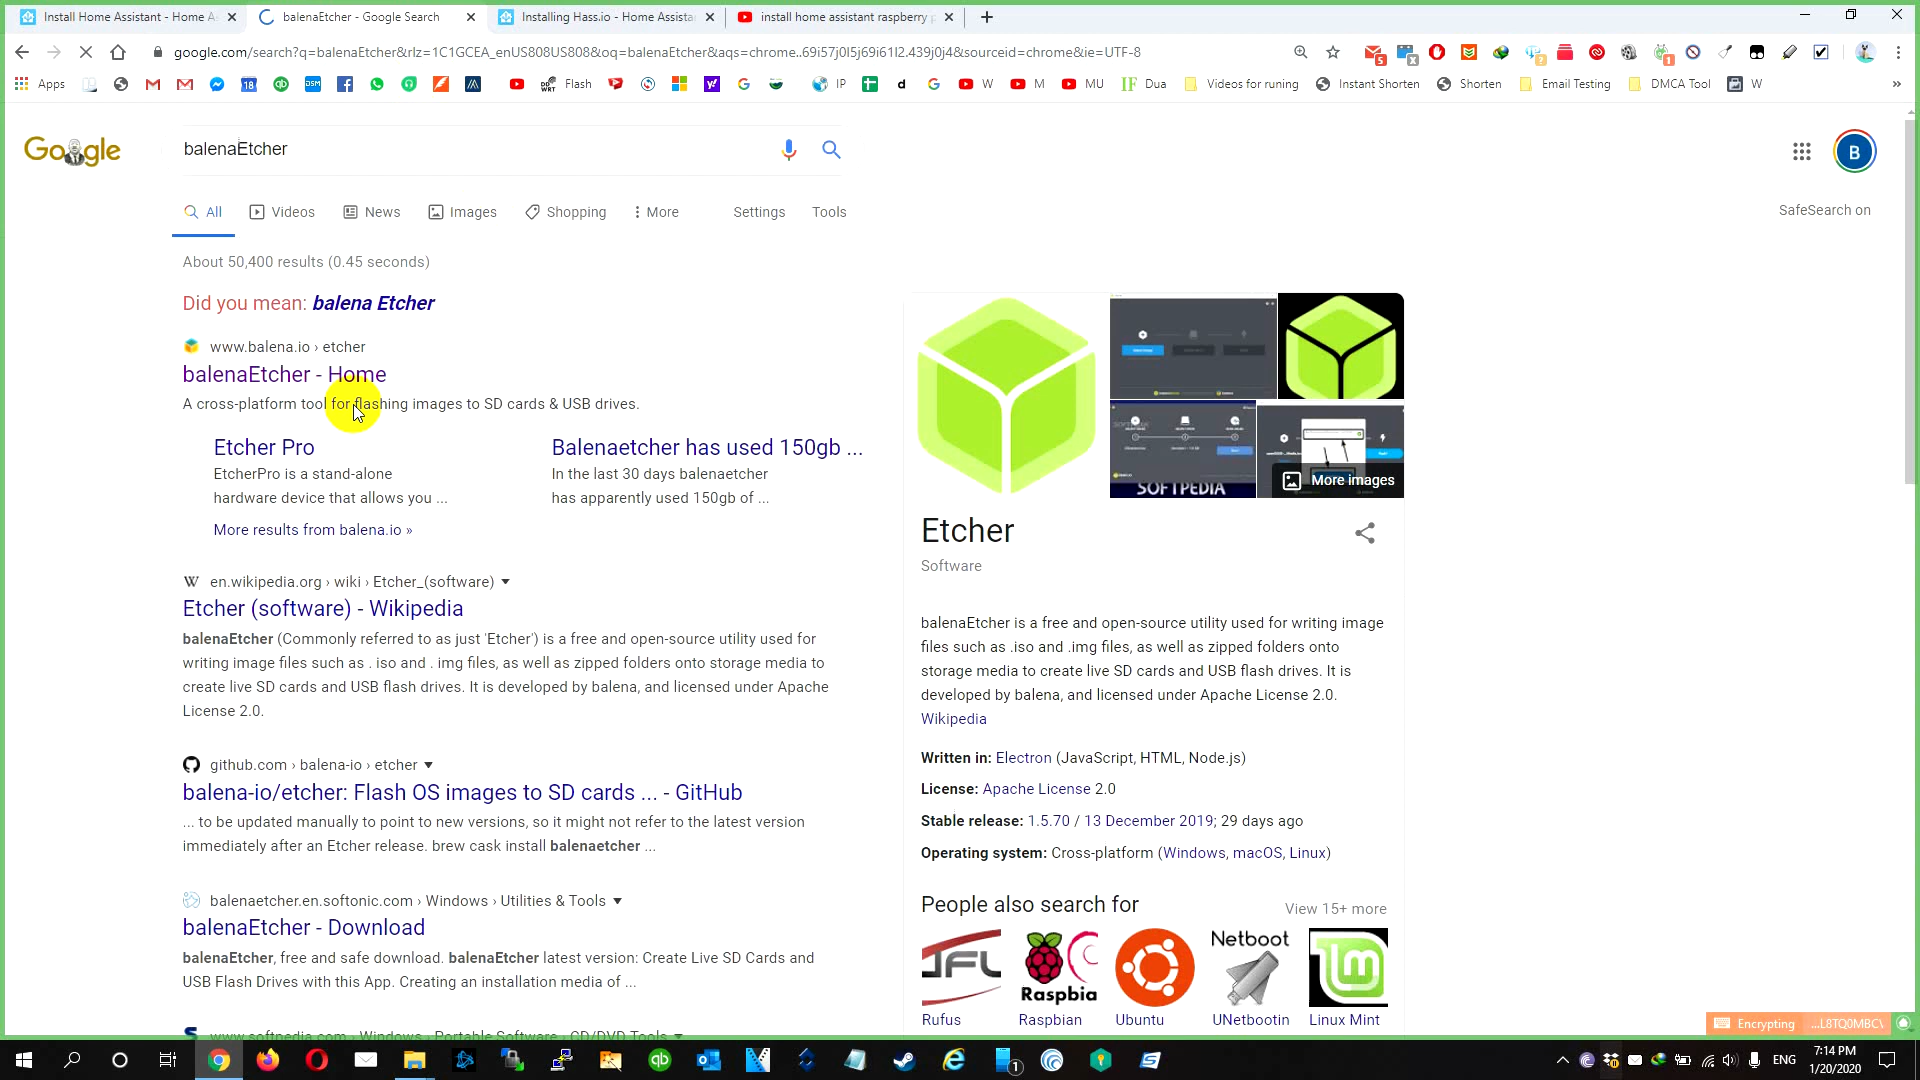 Install Home Assistant - Home A
balenaEtcher - Google Search
Installing Hass.io - Home Assista
install home assistant raspberry p
google.com/search?q=balenaEtcher&rlz=1C1GCEA_enUS808US808&oq=balenaEtcher&aqs=chrome..69i57j0l5j69i61l2.439j0j4&sourceid=chrome&ie=UTF-8
Apps
Flash
IP
W
M
MU
Dua
Videos for runing
Instant Shorten
Shorten
Email Testing
DMCA Tool
W
Google
balenaEtcher
B
All
Videos
News
Images
Shopping
More
Settings
Tools
SafeSearch on
About 50,400 results (0.45 seconds)
Did you mean: balena Etcher
www.balena.io › etcher
balenaEtcher - Home
A cross-platform tool for flashing images to SD cards & USB drives.
Etcher Pro
EtcherPro is a stand-alone
hardware device that allows you ...
Balenaetcher has used 150gb ...
In the last 30 days balenaetcher
has apparently used 150gb of ...
More results from balena.io »
en.wikipedia.org › wiki › Etcher_(software)
Etcher (software) - Wikipedia
balenaEtcher (Commonly referred to as just 'Etcher') is a free and open-source utility used for
writing image files such as . iso and . img files, as well as zipped folders onto storage media to
create live SD cards and USB flash drives. It is developed by balena, and licensed under Apache
License 2.0.
github.com › balena-io › etcher
balena-io/etcher: Flash OS images to SD cards ... - GitHub
... to be updated manually to point to new versions, so it might not refer to the latest version
immediately after an Etcher release. brew cask install balenaetcher ...
balenaetcher.en.softonic.com › Windows › Utilities & Tools
balenaEtcher - Download
balenaEtcher, free and safe download. balenaEtcher latest version: Create Live SD Cards and
USB Flash Drives with this App. Creating an installation media of ...
www.softpedia.com › Windows › Portable Software › CD/DVD Tools
SOFTPEDIA
More images
Etcher
Software
balenaEtcher is a free and open-source utility used for writing image
files such as .iso and .img files, as well as zipped folders onto
storage media to create live SD cards and USB flash drives. It is
developed by balena, and licensed under Apache License 2.0.
Wikipedia
Written in: Electron (JavaScript, HTML, Node.js)
License: Apache License 2.0
Stable release: 1.5.70 / 13 December 2019; 29 days ago
Operating system: Cross-platform (Windows, macOS, Linux)
People also search for
View 15+ more
Netboot
Raspbia
Rufus
Raspbian
Ubuntu
UNetbootin
Linux Mint
Encrypting
...L8TQ0MBC\
ENG
7:14 PM
1/20/2020